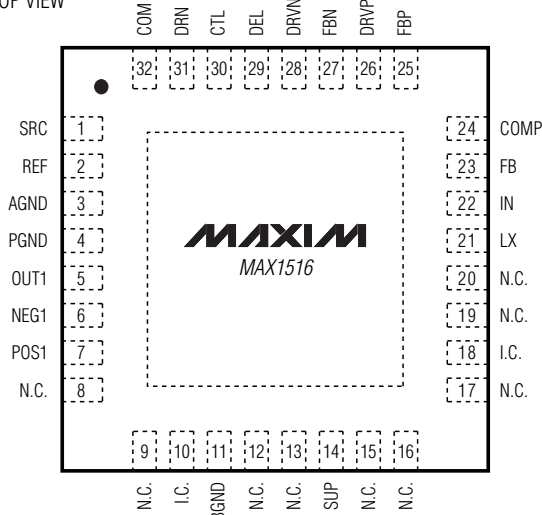 TOP VIEW
COM DRN CTL DEL DRVN FBN DRVP FBP
32 31 30 29 28 27 26 25
SRC 1
REF 2
AGND 3
PGND 4
OUT1 5
NEG1 6
POS1 7
N.C. 8
MAXIM
MAX1516
24 COMP
23 FB
22 IN
21 LX
20 N.C.
19 N.C.
18 I.C.
17 N.C.
9 10 11 12 13 14 15 16
N.C. I.C. BGND N.C. N.C. SUP N.C. N.C.